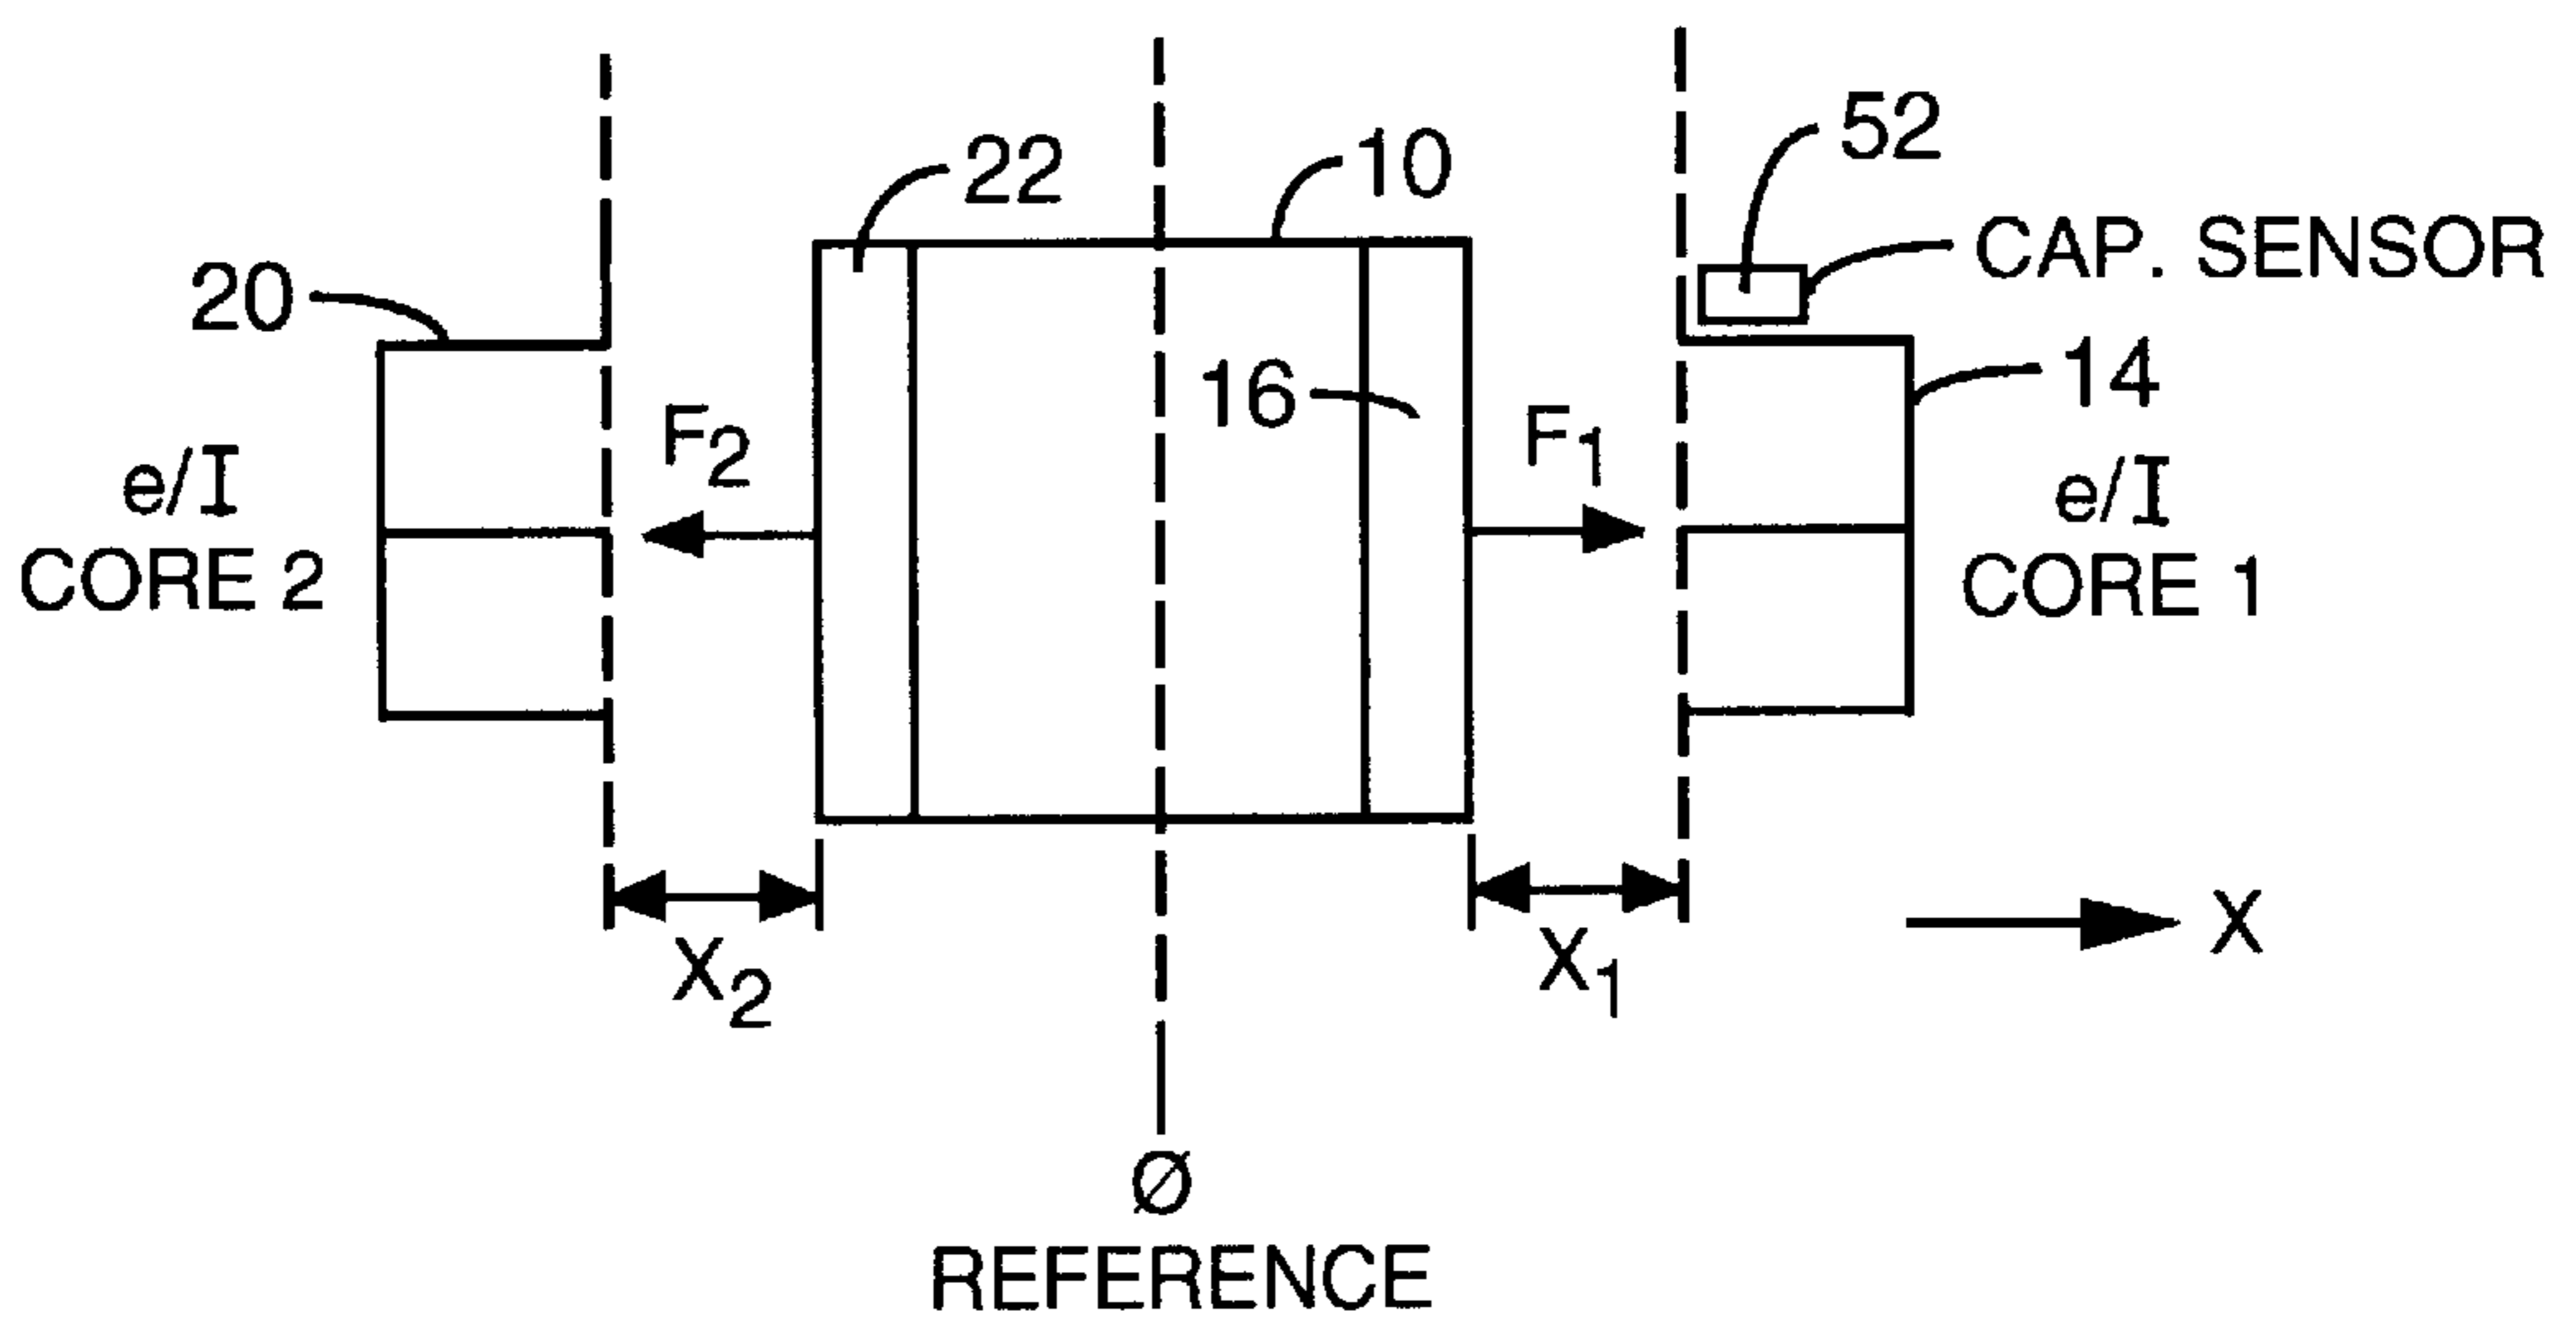 52
10
22
CAP. SENSOR
20
14
16
F2
F1
e/I
CORE 2
e/I
CORE 1
X2
X1
X
Ø
REFERENCE